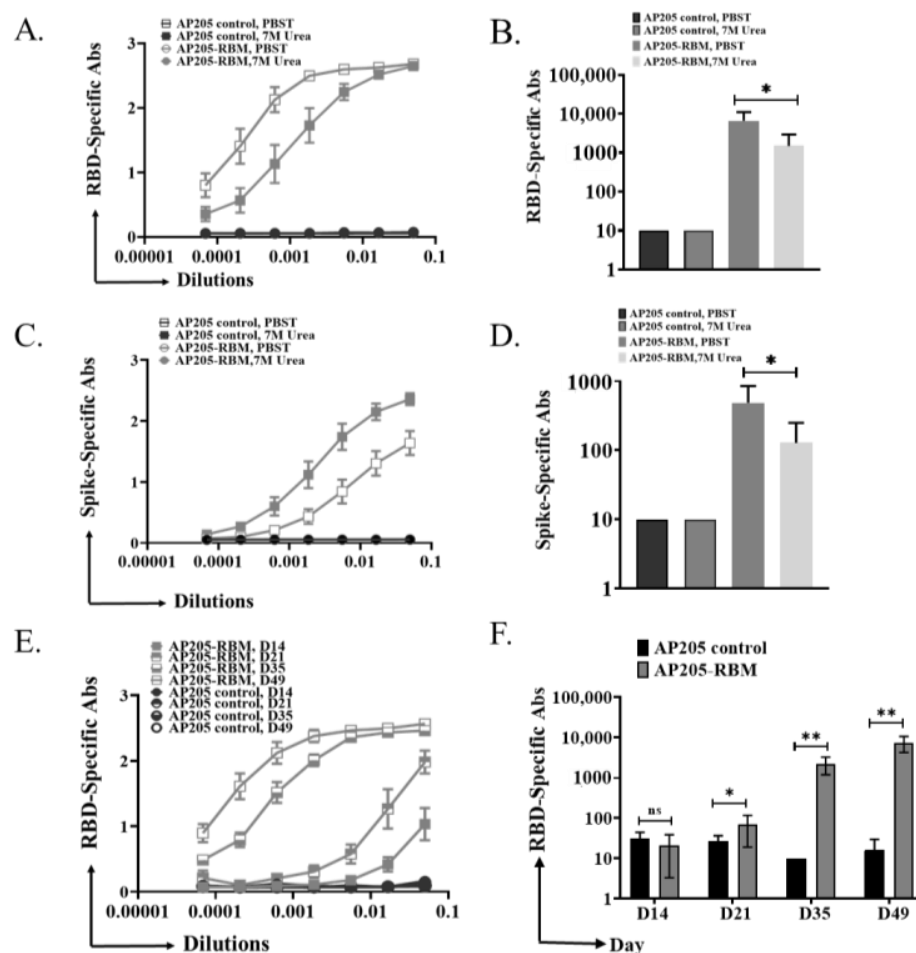 A.
AP205 control, PBST
AP205 control, 7M Urea
AP205-RBM, PBST
AP205-RBM,7M Urea
RBD-Specific Abs
3
2
1
0
0.00001 0.0001 0.001 0.01 0.1
Dilutions
B.
AP205 control, PBST
AP205 control, 7M Urea
AP205-RBM, PBST
AP205-RBM,7M Urea
RBD-Specific Abs
100,000
10,000
1000
100
10
1
*
C.
AP205 control, PBST
AP205 control, 7M Urea
AP205-RBM, PBST
AP205-RBM,7M Urea
Spike-Specific Abs
3
2
1
0
0.00001 0.0001 0.001 0.01 0.1
Dilutions
D.
AP205 control, PBST
AP205 control, 7M Urea
AP205-RBM, PBST
AP205-RBM,7M Urea
Spike-Specific Abs
1000
100
10
1
*
E.
AP205-RBM, D14
AP205-RBM, D21
AP205-RBM, D35
AP205-RBM, D49
AP205 control, D14
AP205 control, D21
AP205 control, D35
AP205 control, D49
RBD-Specific Abs
3
2
1
0
0.00001 0.0001 0.001 0.01 0.1
Dilutions
F.
AP205 control
AP205-RBM
RBD-Specific Abs
100,000
10,000
1000
100
10
1
ns
*
**
**
D14 D21 D35 D49
Day